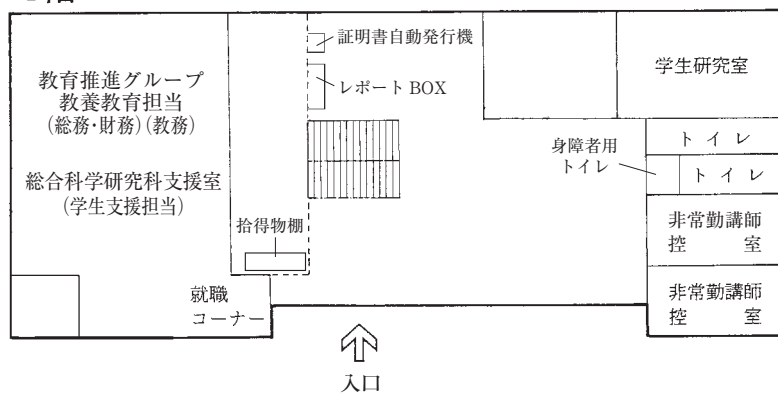 証明書自動発行機
レポート BOX
教育推進グループ
教養教育担当
(総務・財務)(教務)
総合科学研究科支援室
(学生支援担当)
拾得物棚
就職
コーナー
学生研究室
身障者用
トイレ
トイレ
トイレ
非常勤講師
控室
非常勤講師
控室
入口